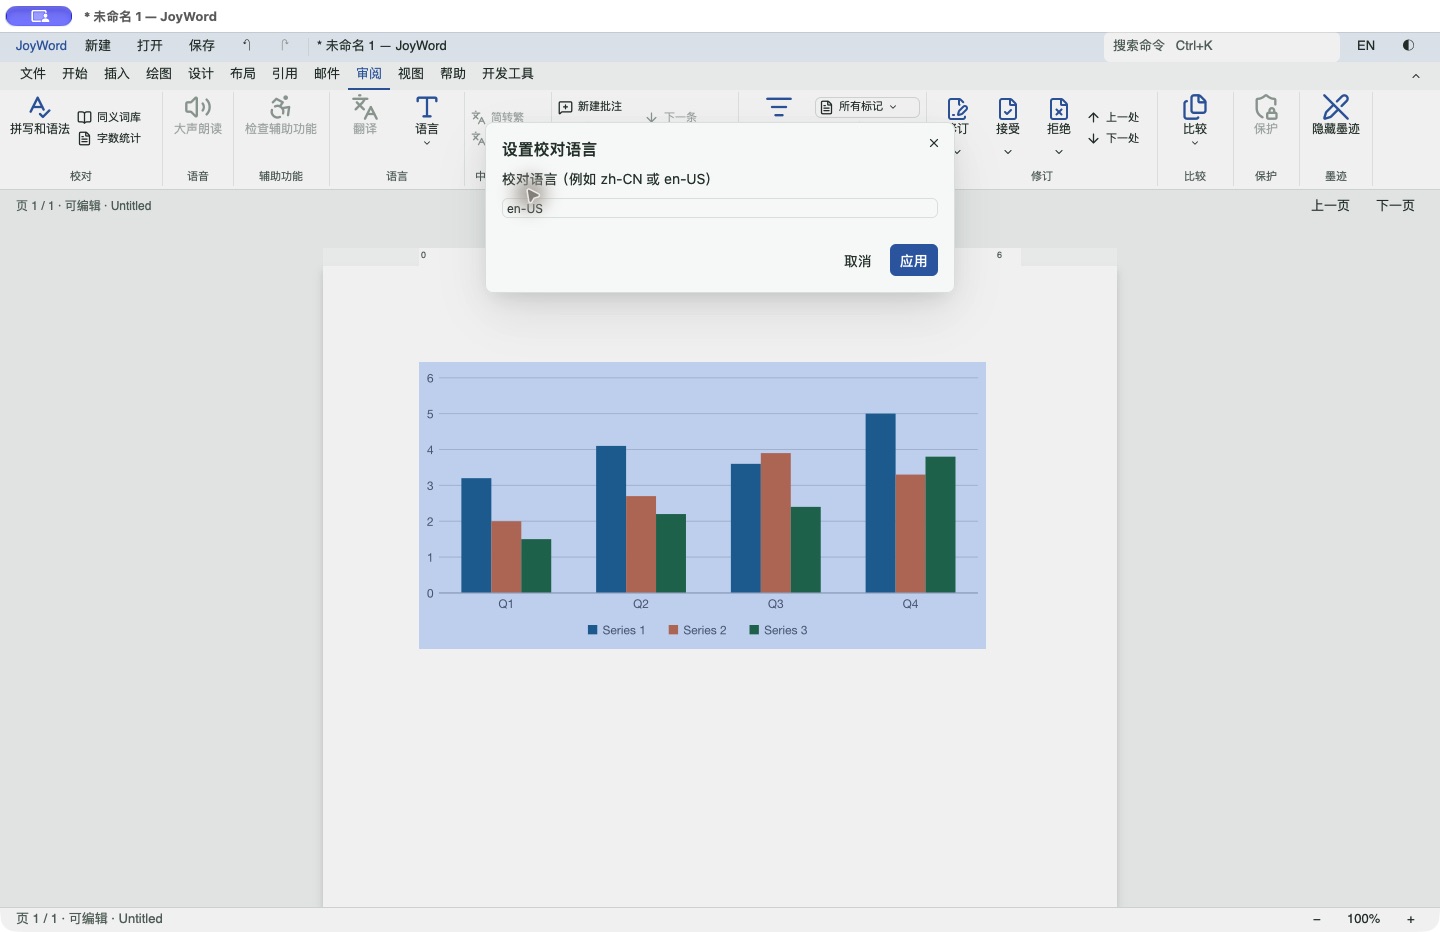 * 未命名 1 — JoyWord
JoyWord 新建 打开 保存 * 未命名 1 — JoyWord 搜索命令 Ctrl+K EN
文件 开始 插入 绘图 设计 布局 引用 邮件 审阅 视图 帮助 开发工具
拼写和语法
同义词库
字数统计
校对
大声朗读
语音
检查辅助功能
辅助功能
翻译
语言
语言
简转繁
中
新建批注
下一条
所有标记
接受
拒绝
上一处
下一处
修订
比较
比较
保护
保护
隐藏墨迹
墨迹
设置校对语言
校对语言 (例如 zh-CN 或 en-US)
en-US
取消 应用
页 1 / 1 · 可编辑 · Untitled 上一页 下一页
0 6
6
5
4
3
2
1
0
Q1 Q2 Q3 Q4
Series 1 Series 2 Series 3
页 1 / 1 · 可编辑 · Untitled − 100% +